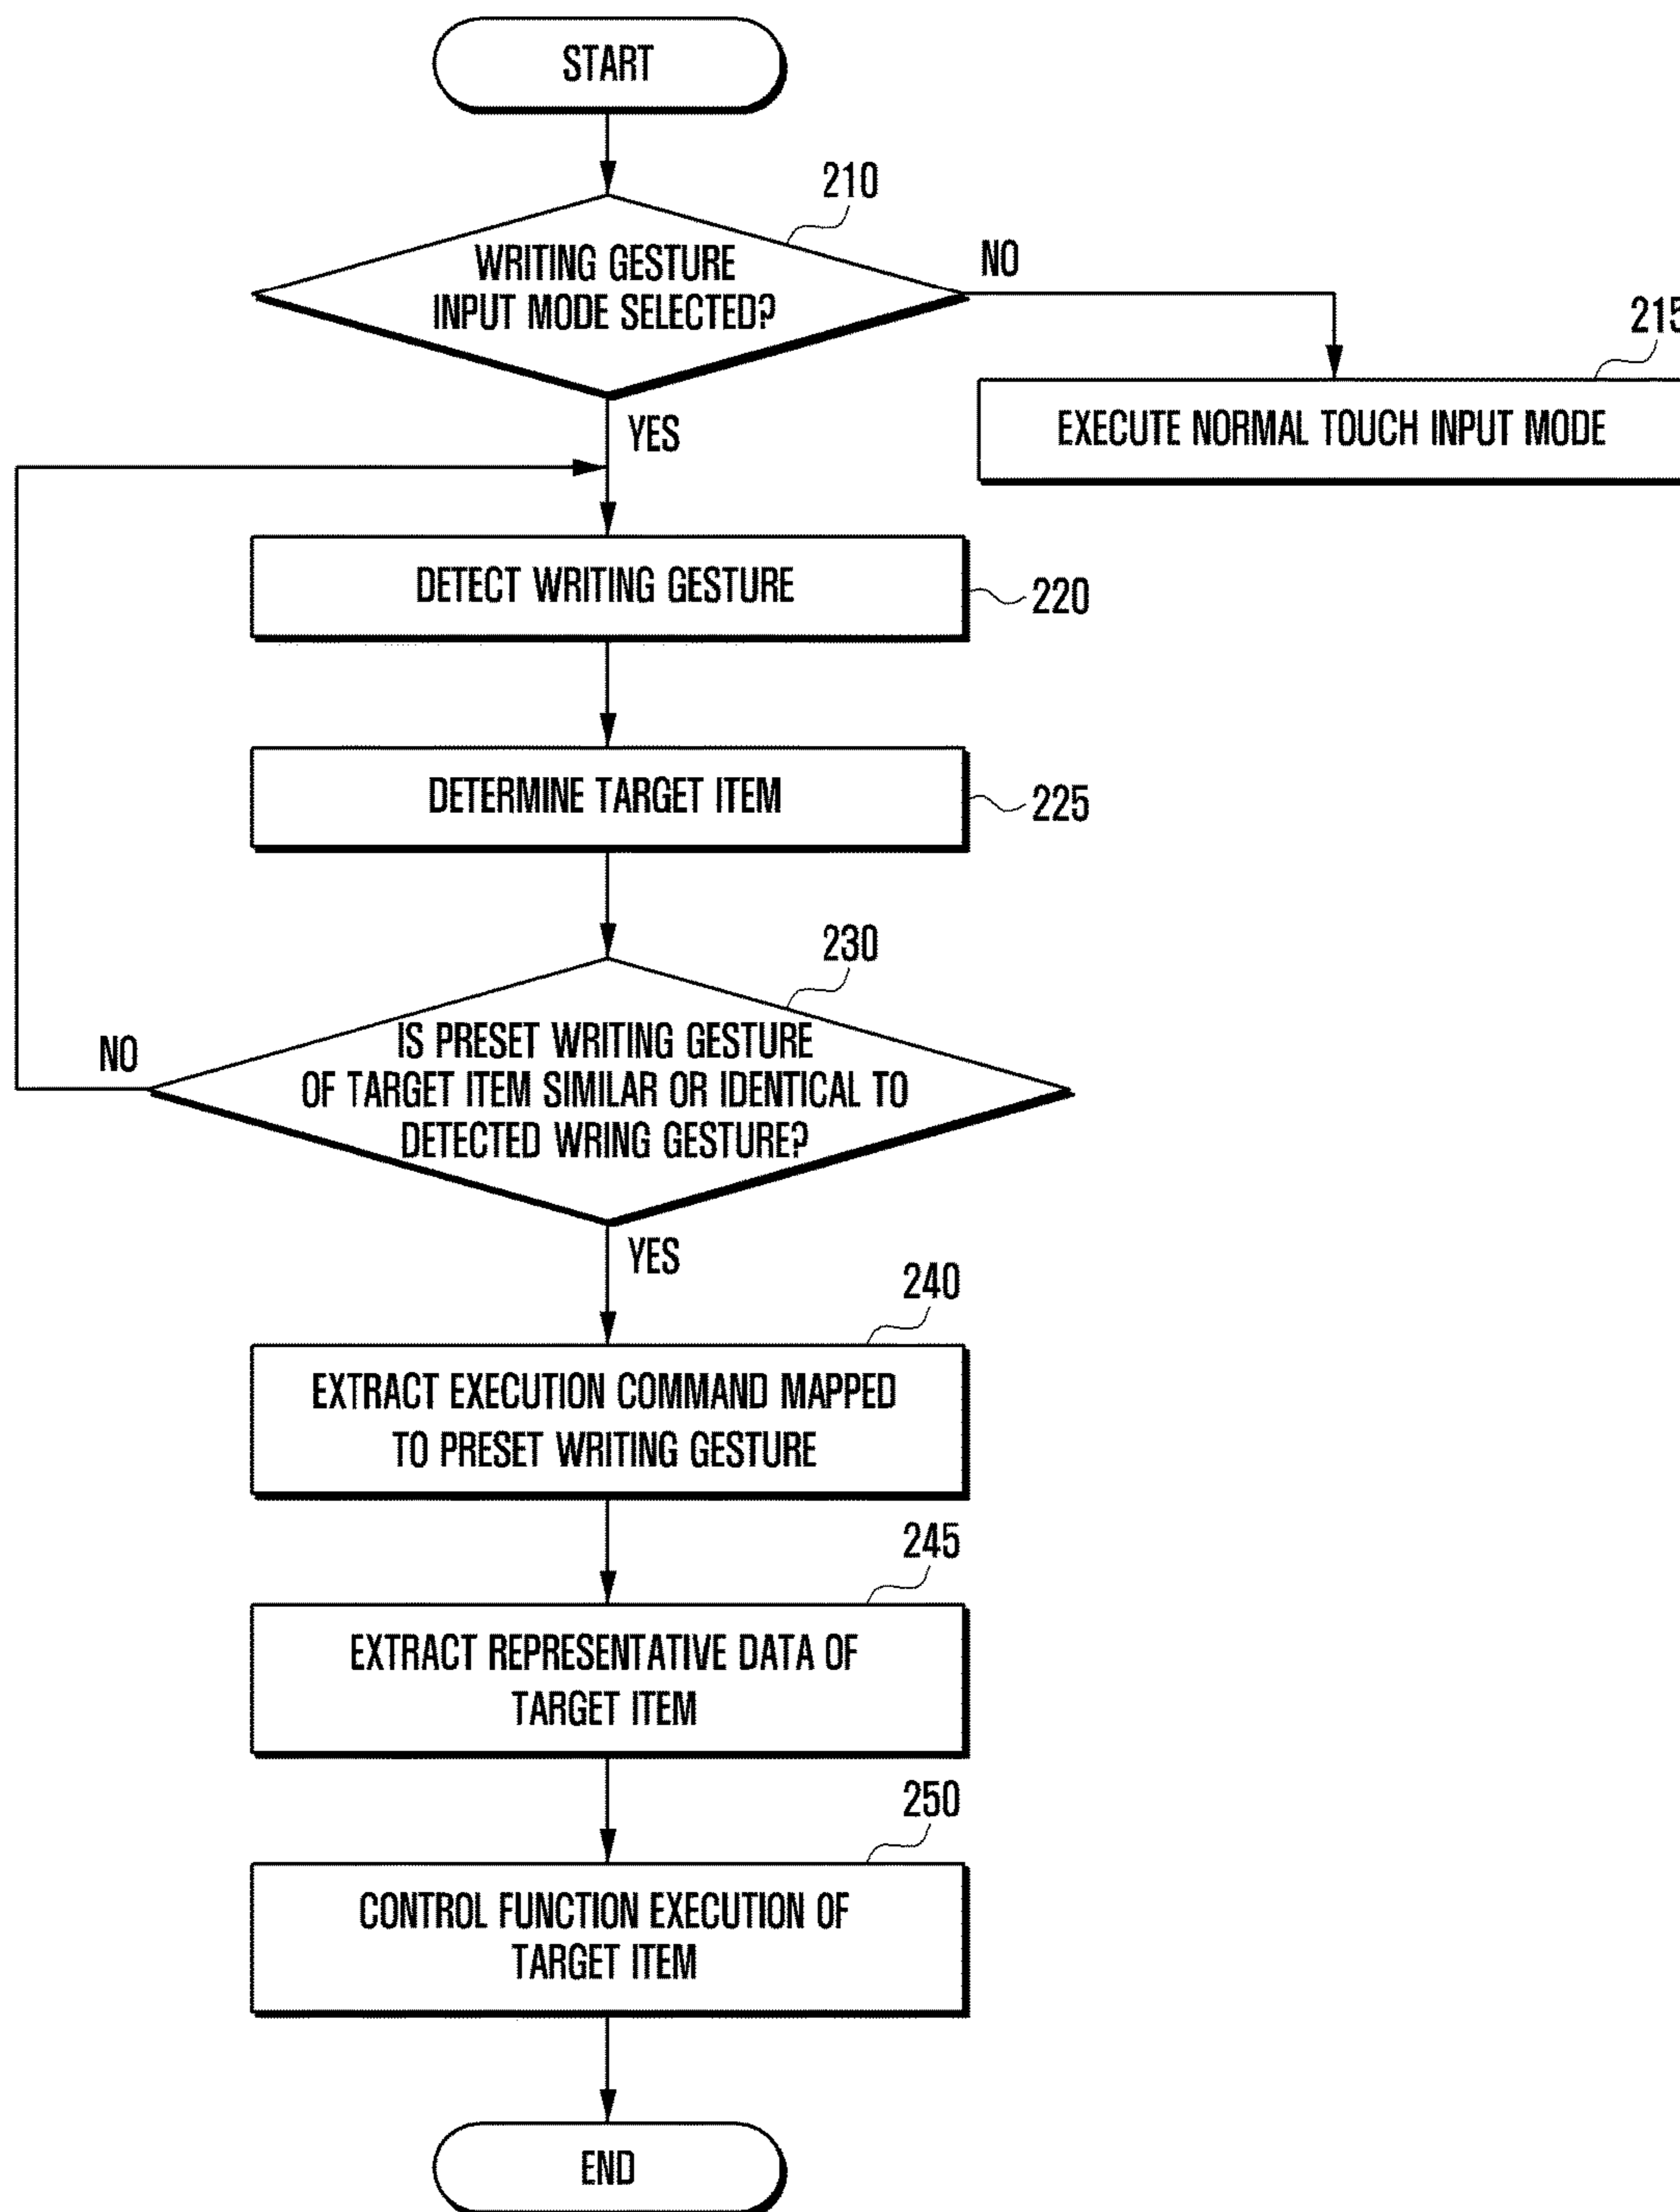 START
210
WRITING GESTURE
INPUT MODE SELECTED?
NO
215
EXECUTE NORMAL TOUCH INPUT MODE
YES
DETECT WRITING GESTURE
220
DETERMINE TARGET ITEM
225
230
IS PRESET WRITING GESTURE
OF TARGET ITEM SIMILAR OR IDENTICAL TO
DETECTED WRING GESTURE?
NO
YES
240
EXTRACT EXECUTION COMMAND MAPPED
TO PRESET WRITING GESTURE
245
EXTRACT REPRESENTATIVE DATA OF
TARGET ITEM
250
CONTROL FUNCTION EXECUTION OF
TARGET ITEM
END